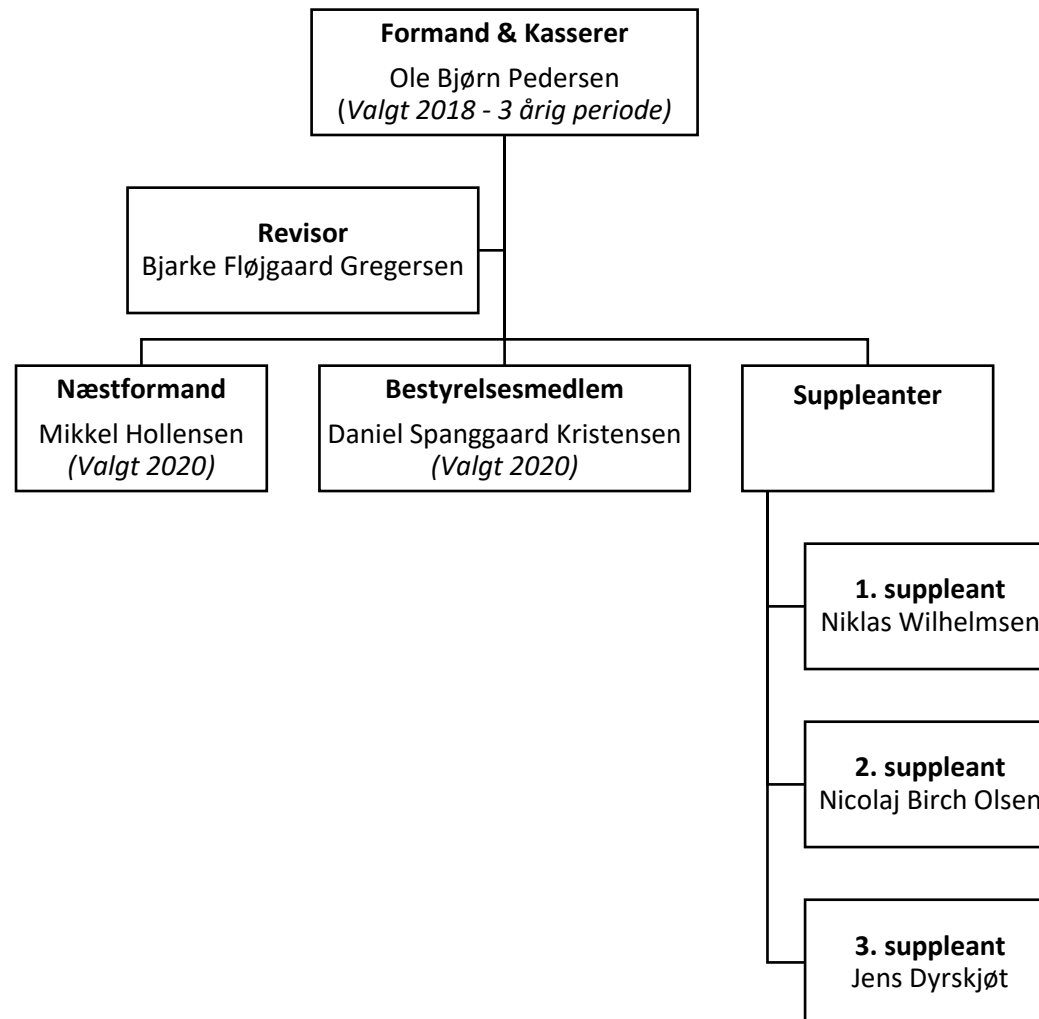 Formand & Kasserer
Ole Bjørn Pedersen
(Valgt 2018 - 3 årig periode)
Revisor
Bjarke Fløjgaard Gregersen
Næstformand
Mikkel Hollensen
(Valgt 2020)
Bestyrelsesmedlem
Daniel Spanggaard Kristensen
(Valgt 2020)
Suppleanter
1. suppleant
Niklas Wilhelmsen
2. suppleant
Nicolaj Birch Olsen
3. suppleant
Jens Dyrskjøt